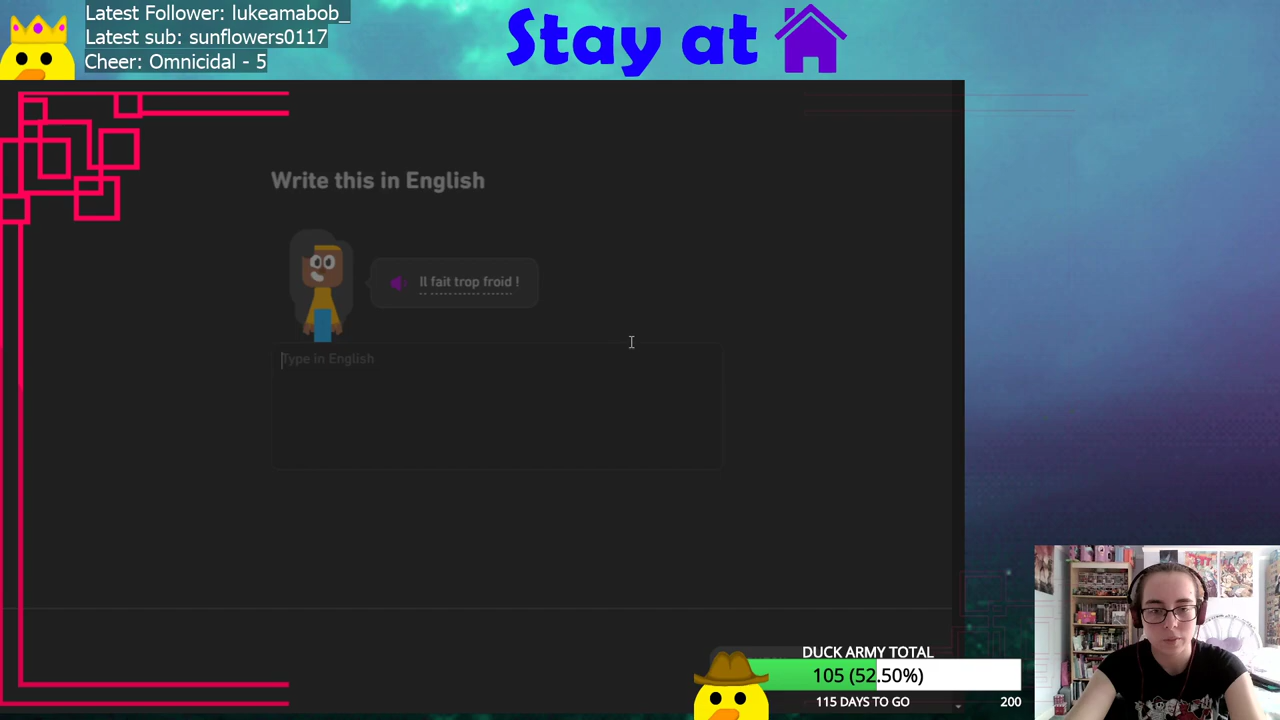 Latest Follower: lukeamabob_
Latest sub: sunflowers0117
Cheer: Omnicidal - 5
Stay at
Write this in English
Il fait trop froid !
Type in English
DUCK ARMY TOTAL
105 (52.50%)
115 DAYS TO GO
200